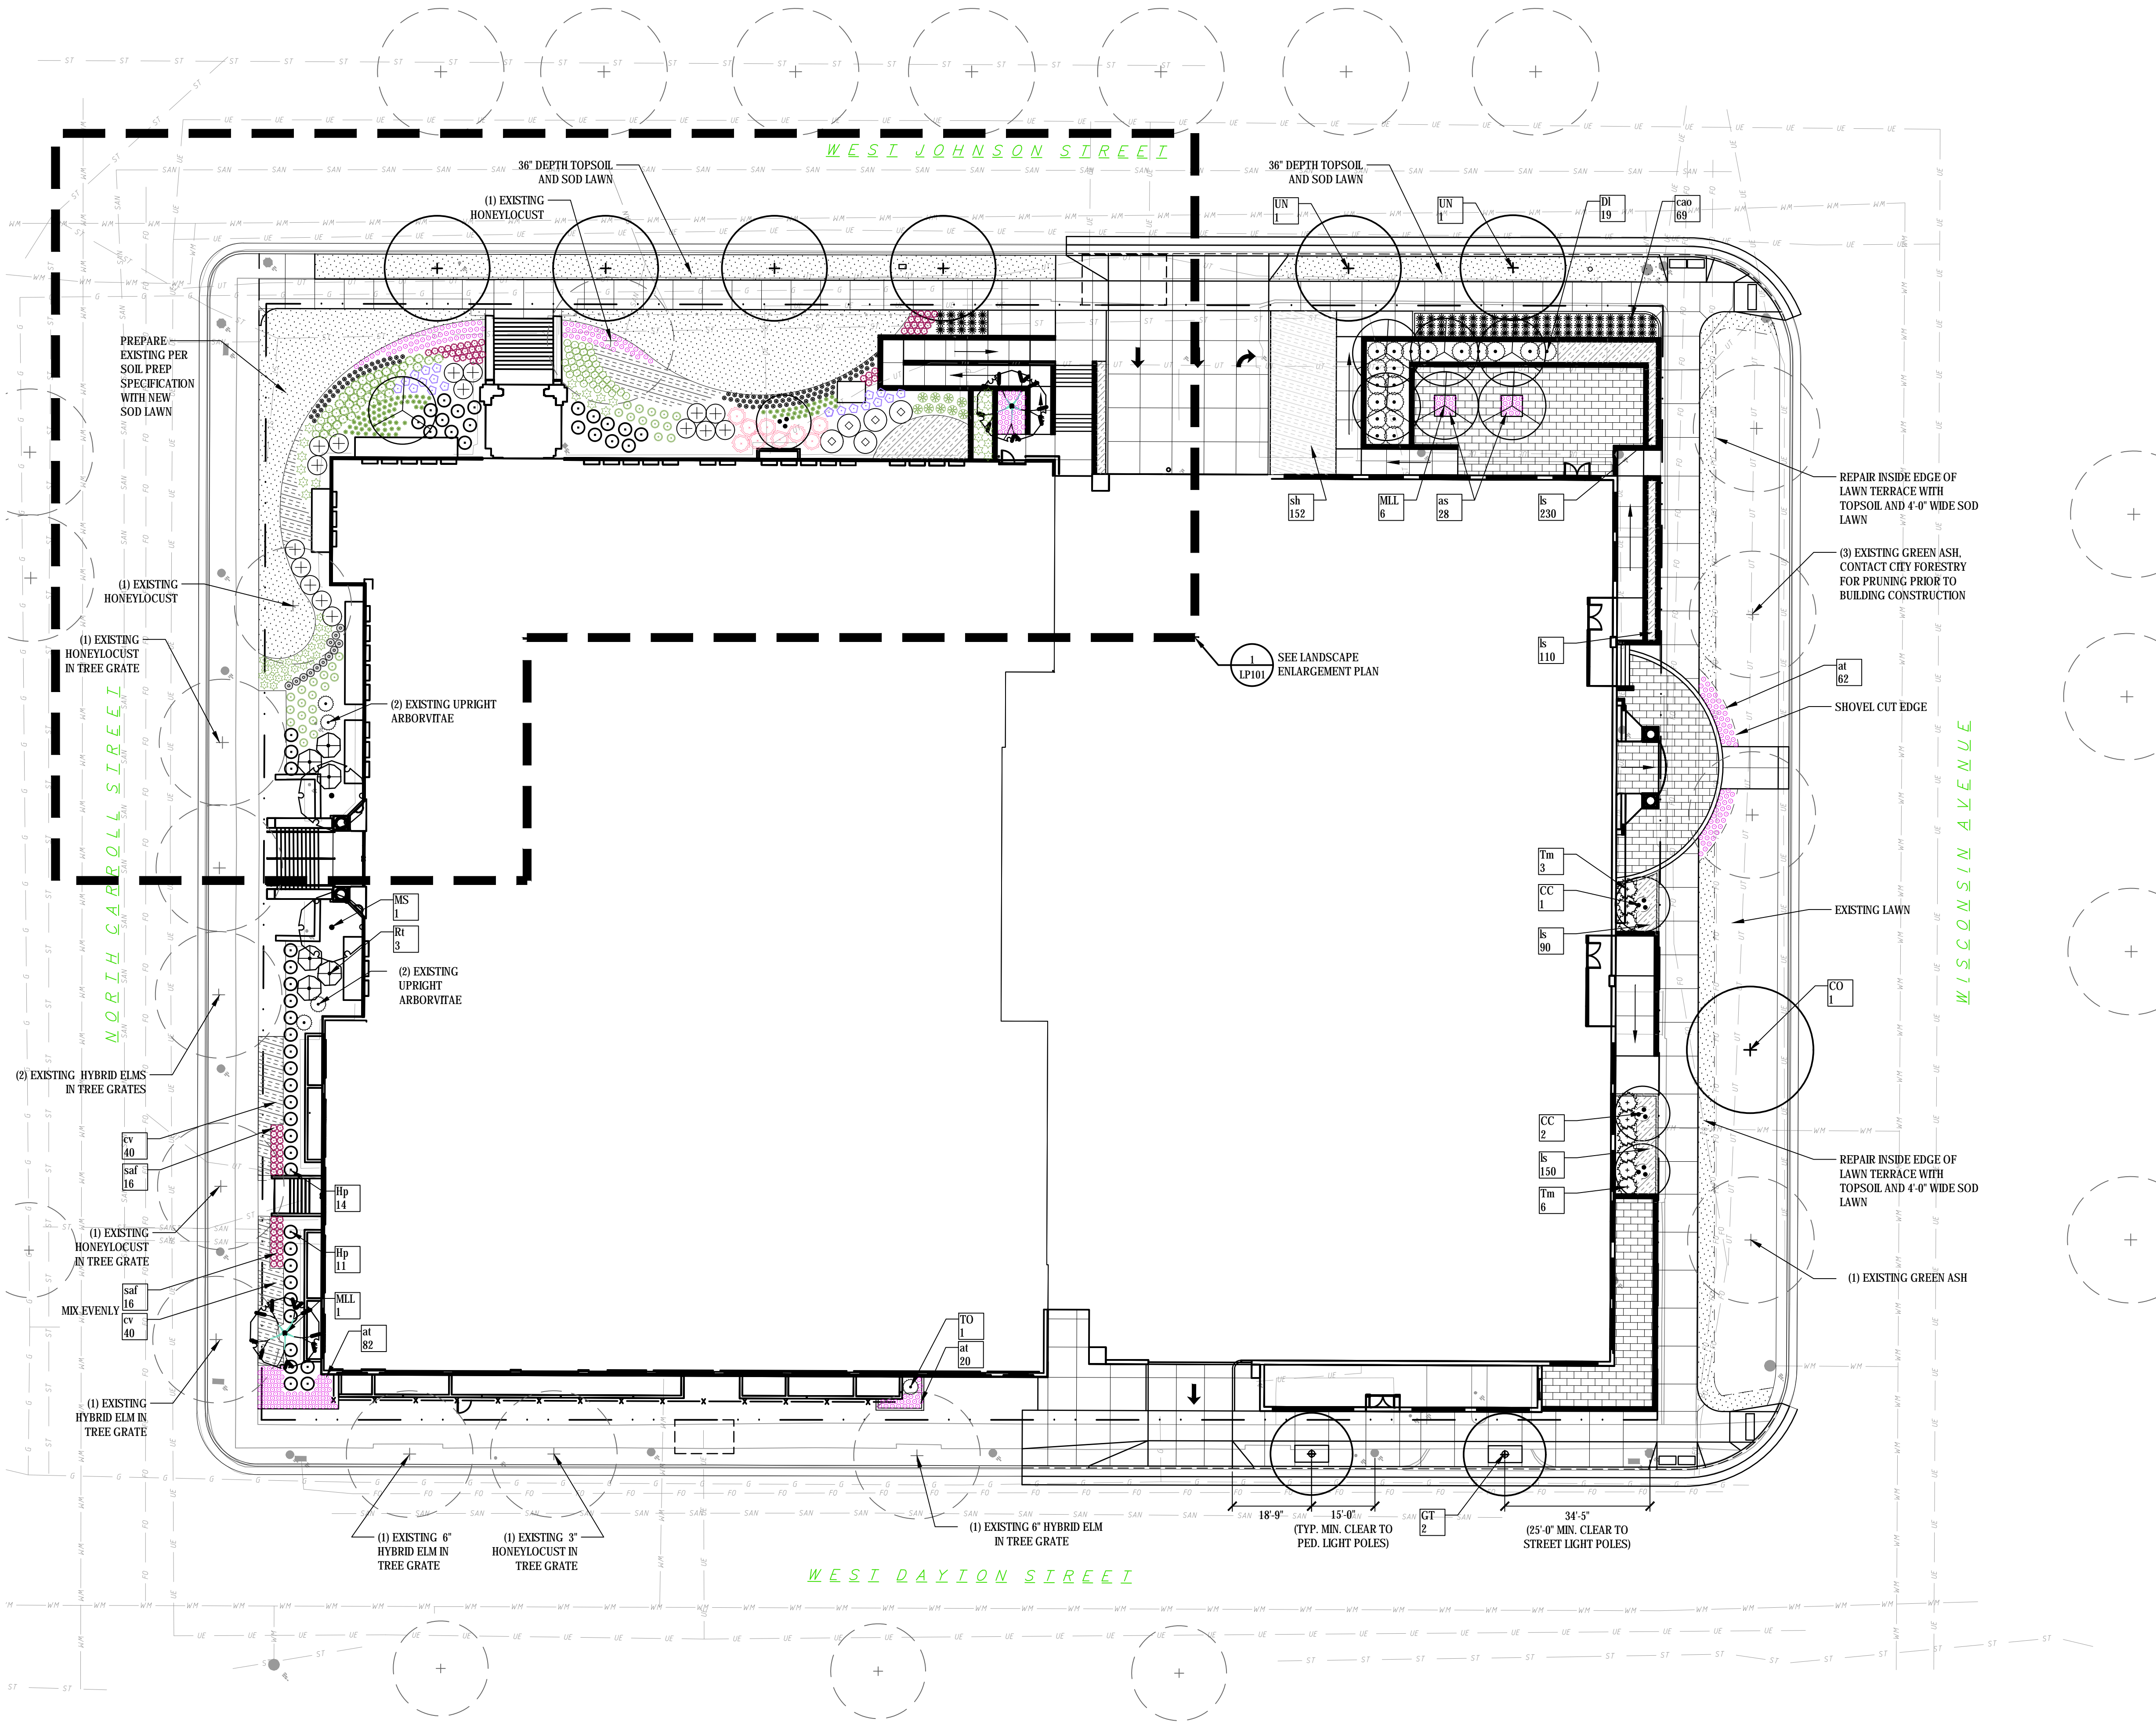 WEST JOHNSON STREET
36" DEPTH TOPSOIL
AND SOD LAWN
(1) EXISTING
HONEYLOCUST
36" DEPTH TOPSOIL
AND SOD LAWN
UN
1
UN
1
Dl
19
cao
69
PREPARE
EXISTING PER
SOIL PREP
SPECIFICATION
WITH NEW
SOD LAWN
sh
152
MLL
6
as
28
ls
230
REPAIR INSIDE EDGE OF
LAWN TERRACE WITH
TOPSOIL AND 4'-0" WIDE SOD
LAWN
(3) EXISTING GREEN ASH,
CONTACT CITY FORESTRY
FOR PRUNING PRIOR TO
BUILDING CONSTRUCTION
(1) EXISTING
HONEYLOCUST
(1) EXISTING
HONEYLOCUST
IN TREE GRATE
1
LP101
SEE LANDSCAPE
ENLARGEMENT PLAN
ls
110
at
62
SHOVEL CUT EDGE
(2) EXISTING UPRIGHT
ARBORVITAE
NORTH CARROLL STREET
WISCONSIN AVENUE
MS
1
Rt
3
(2) EXISTING
UPRIGHT
ARBORVITAE
Tm
3
CC
1
ls
90
EXISTING LAWN
CO
1
(2) EXISTING HYBRID ELMS
IN TREE GRATES
cv
40
saf
16
Hp
14
(1) EXISTING
HONEYLOCUST
IN TREE GRATE
Hp
11
saf
16
MIX EVENLY
cv
40
MLL
1
at
82
TO
1
at
20
CC
2
ls
150
Tm
6
REPAIR INSIDE EDGE OF
LAWN TERRACE WITH
TOPSOIL AND 4'-0" WIDE SOD
LAWN
(1) EXISTING GREEN ASH
(1) EXISTING
HYBRID ELM IN
TREE GRATE
(1) EXISTING 6"
HYBRID ELM IN
TREE GRATE
(1) EXISTING 3"
HONEYLOCUST IN
TREE GRATE
(1) EXISTING 6" HYBRID ELM
IN TREE GRATE
18'-9"
15'-0"
(TYP. MIN. CLEAR TO
PED. LIGHT POLES)
GT
2
34'-5"
(25'-0" MIN. CLEAR TO
STREET LIGHT POLES)
WEST DAYTON STREET